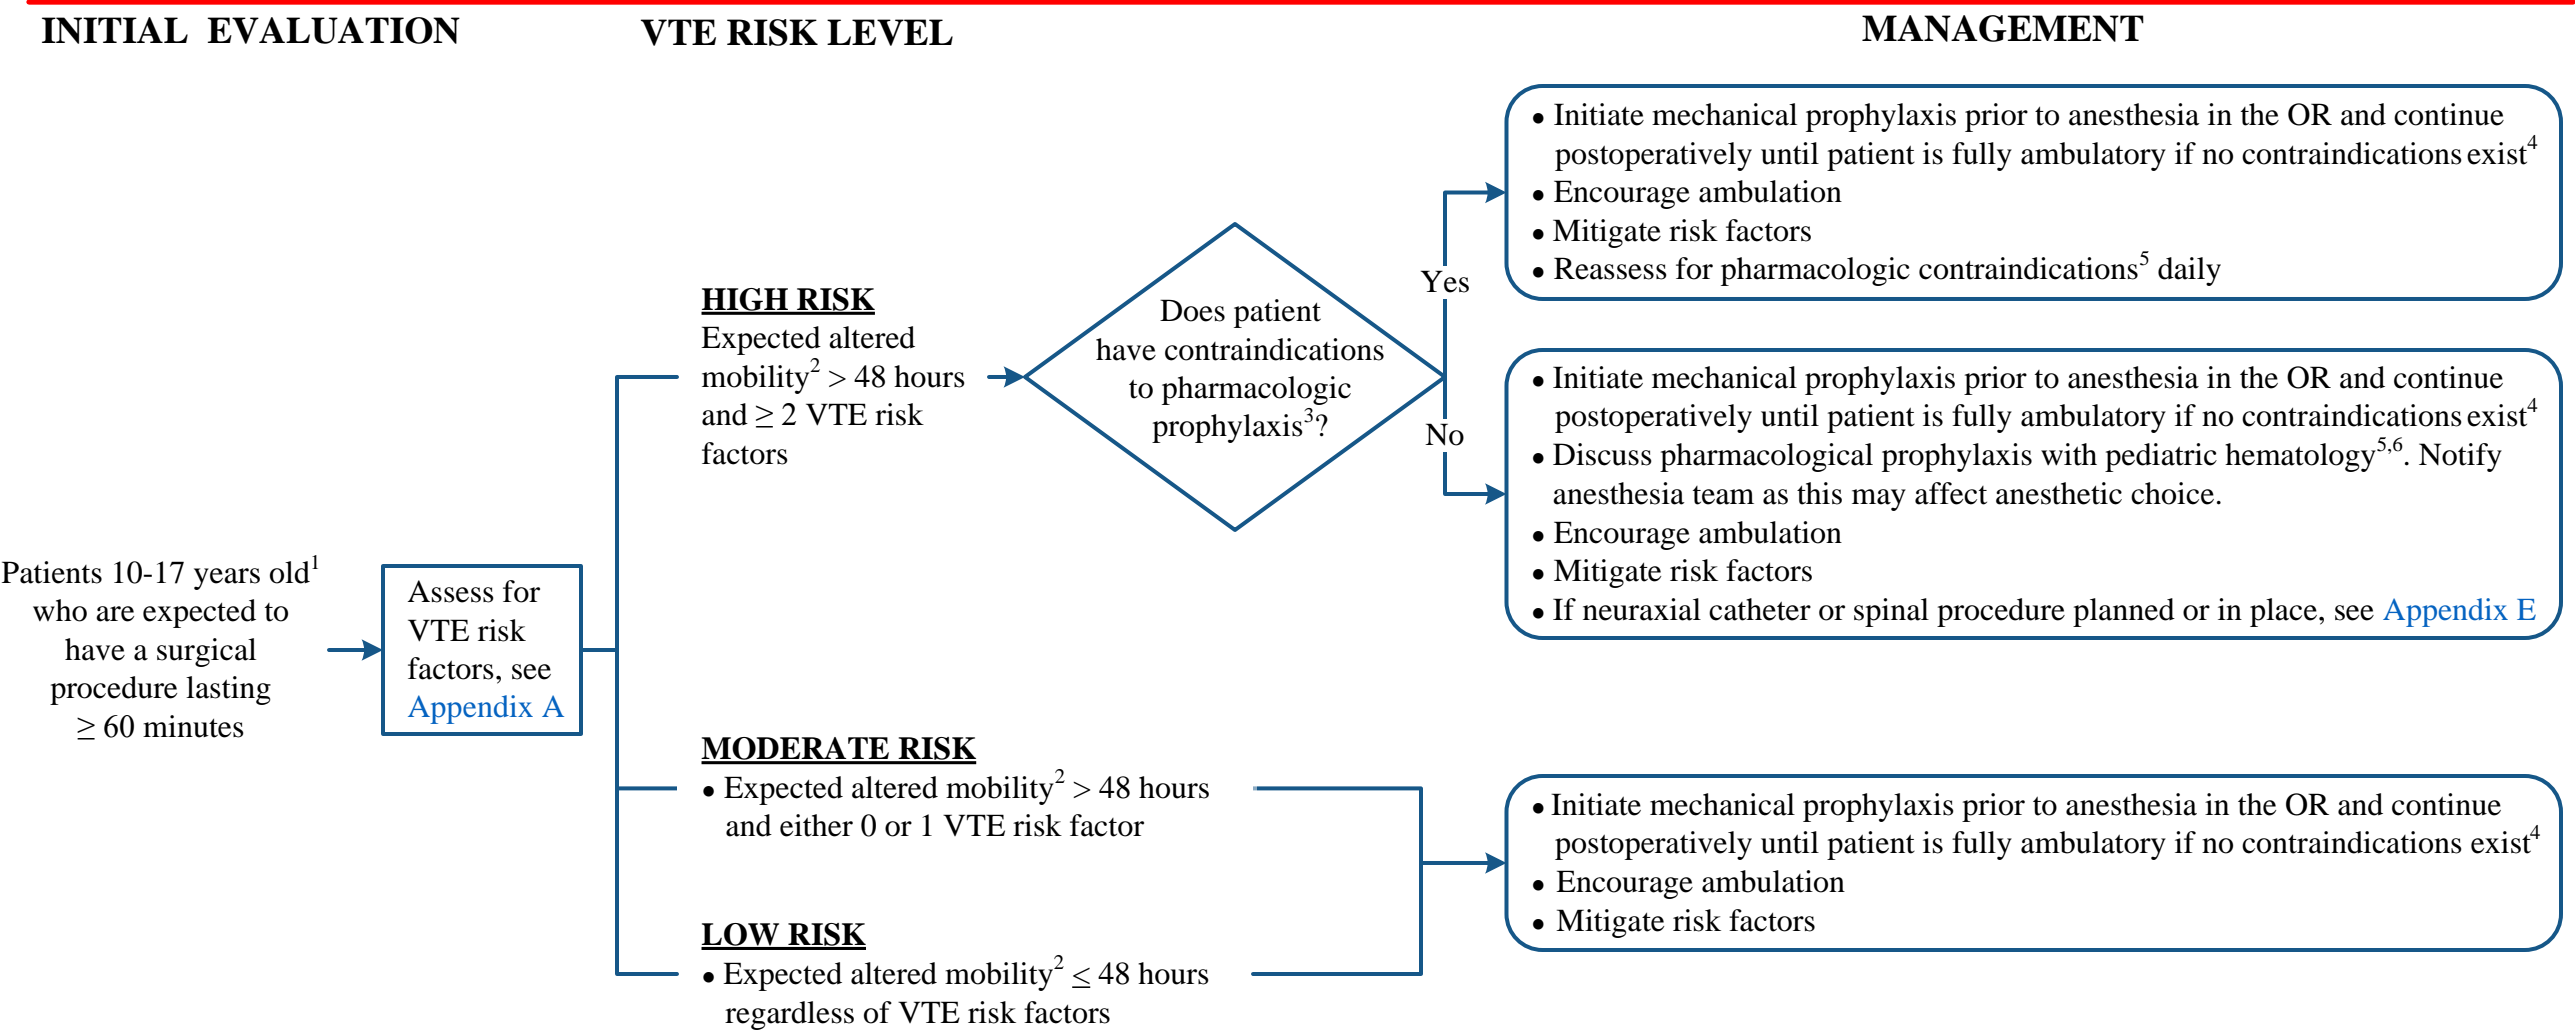 INITIAL EVALUATION
VTE RISK LEVEL
MANAGEMENT
Patients 10-17 years old¹
who are expected to
have a surgical
procedure lasting
≥ 60 minutes
Assess for
VTE risk
factors, see
Appendix A
HIGH RISK
Expected altered
mobility² > 48 hours
and ≥ 2 VTE risk
factors
Does patient
have contraindications
to pharmacologic
prophylaxis³?
Yes
• Initiate mechanical prophylaxis prior to anesthesia in the OR and continue
postoperatively until patient is fully ambulatory if no contraindications exist⁴
• Encourage ambulation
• Mitigate risk factors
• Reassess for pharmacologic contraindications⁵ daily
No
• Initiate mechanical prophylaxis prior to anesthesia in the OR and continue
postoperatively until patient is fully ambulatory if no contraindications exist⁴
• Discuss pharmacological prophylaxis with pediatric hematology⁵,⁶. Notify
anesthesia team as this may affect anesthetic choice.
• Encourage ambulation
• Mitigate risk factors
• If neuraxial catheter or spinal procedure planned or in place, see Appendix E
MODERATE RISK
• Expected altered mobility² > 48 hours
and either 0 or 1 VTE risk factor
LOW RISK
• Expected altered mobility² ≤ 48 hours
regardless of VTE risk factors
• Initiate mechanical prophylaxis prior to anesthesia in the OR and continue
postoperatively until patient is fully ambulatory if no contraindications exist⁴
• Encourage ambulation
• Mitigate risk factors